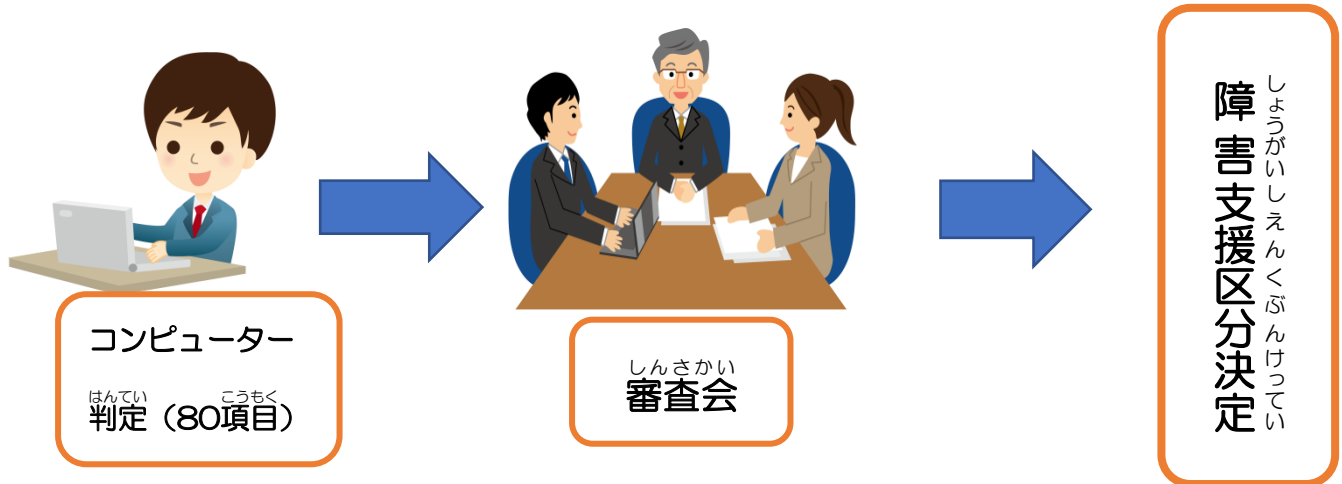 コンピューター
はんてい こうもく
判定（80項目）
しんさかい
審査会
しょうがいしえんくぶんけってい
障害支援区分決定